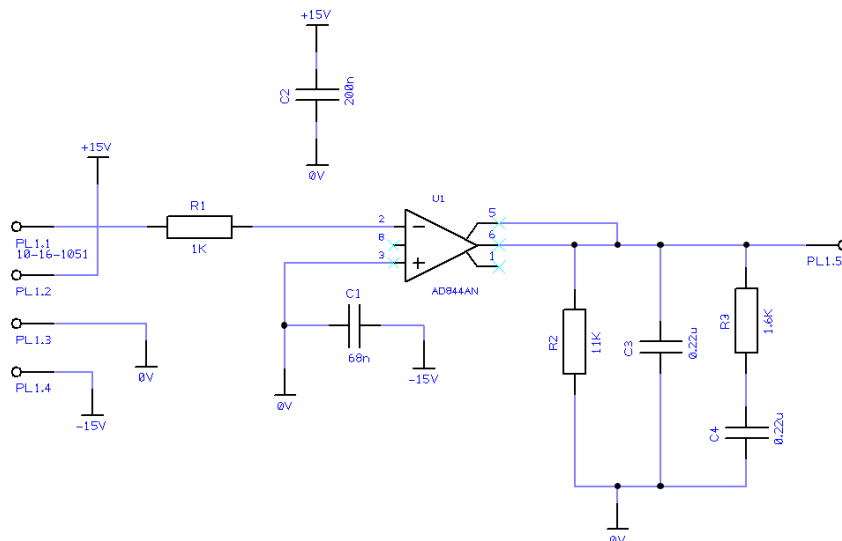 +15V
C2
200n
0V
+15V
PL1.1
10-16-1051
PL1.2
PL1.3
0V
PL1.4
-15V
R1
1K
U1
2
8
3
5
6
1
AD844AN
C1
68n
0V
-15V
R2
11K
C3
0.22u
R3
1.6K
C4
0.22u
0V
PL1.5